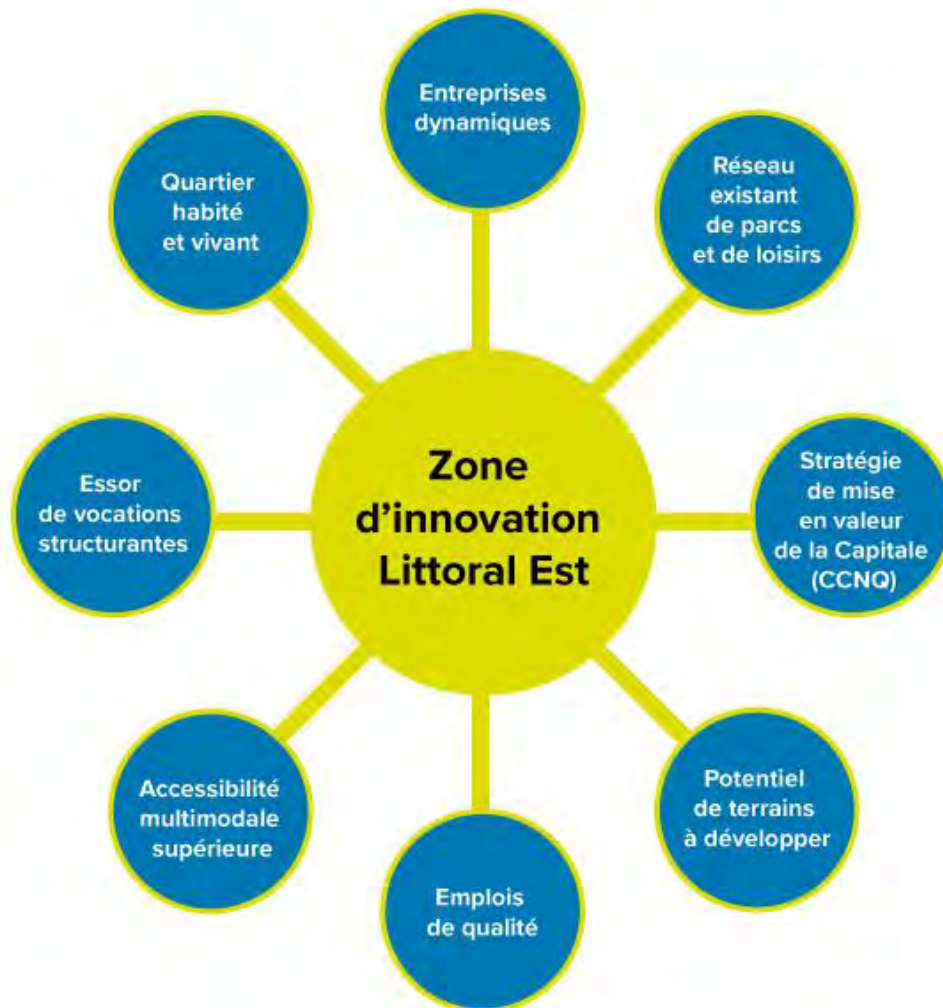 Entreprises
dynamiques
Réseau
existant
de parcs
et de loisirs
Stratégie
de mise
en valeur
de la Capitale
(CCNQ)
Potentiel
de terrains
à développer
Emplois
de qualité
Accessibilité
multimodale
supérieure
Essor
de vocations
structurantes
Quartier
habité
et vivant
Zone
d'innovation
Littoral Est